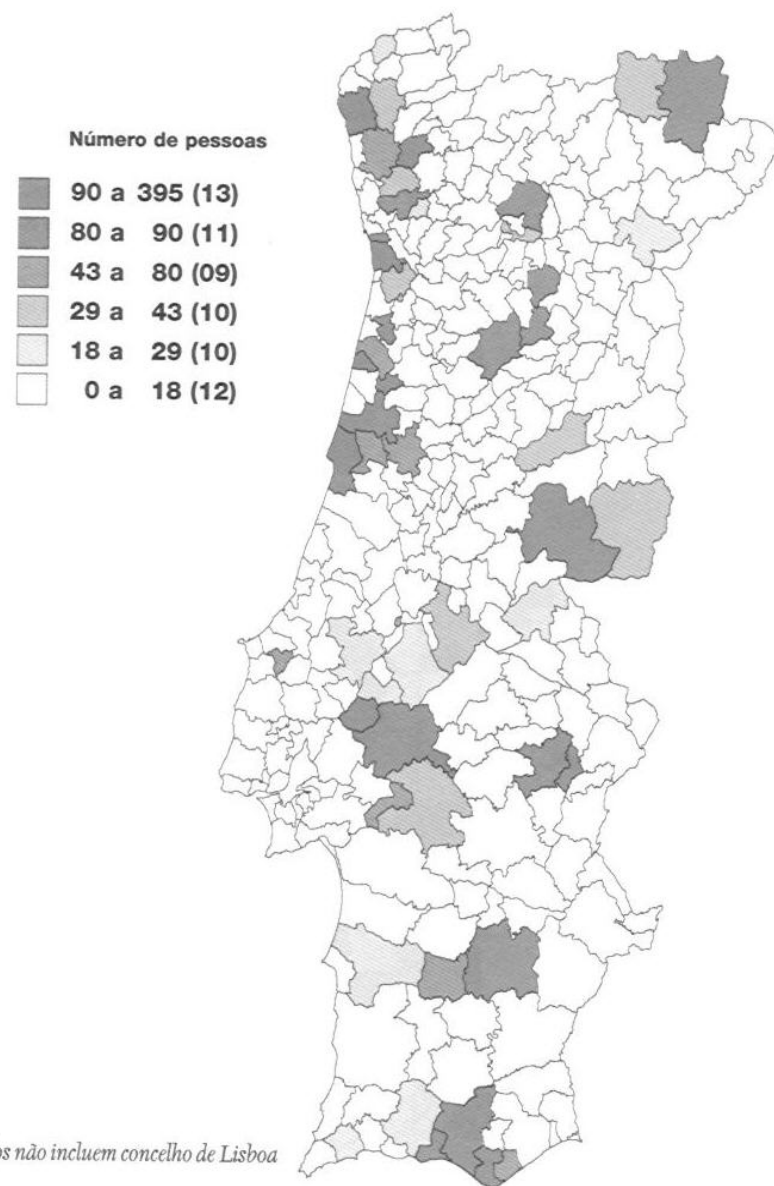 Número de pessoas
90 a 395 (13)
80 a 90 (11)
43 a 80 (09)
29 a 43 (10)
18 a 29 (10)
0 a 18 (12)
não incluem concelho de Lisboa